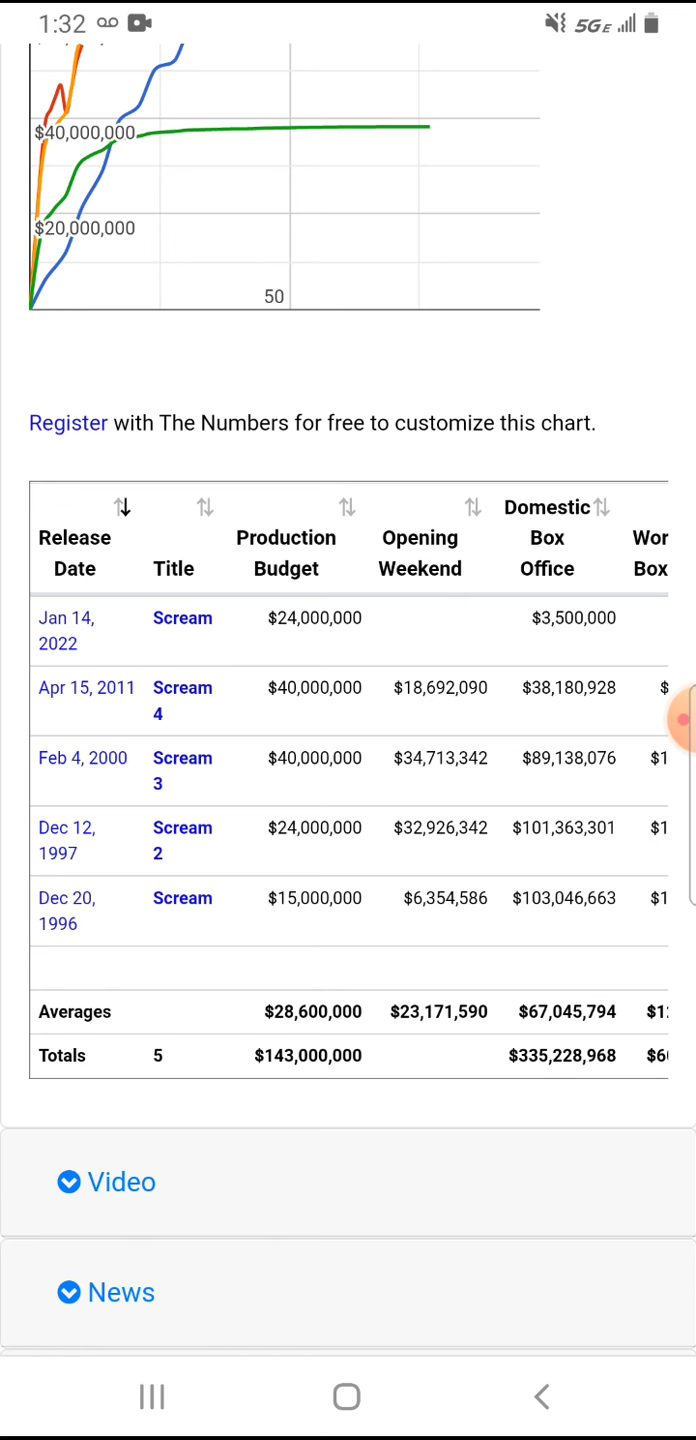 1:32 5GE
$40,000,000
$20,000,000
50
Register with The Numbers for free to customize this chart.
Domestic
Release Production Opening Box Wor
Date Title Budget Weekend Office Box
Jan 14, Scream $24,000,000 $3,500,000
2022
Apr 15, 2011 Scream $40,000,000 $18,692,090 $38,180,928 $
4
Feb 4, 2000 Scream $40,000,000 $34,713,342 $89,138,076 $1
3
Dec 12, Scream $24,000,000 $32,926,342 $101,363,301 $1
1997 2
Dec 20, Scream $15,000,000 $6,354,586 $103,046,663 $1
1996
Averages $28,600,000 $23,171,590 $67,045,794 $1
Totals 5 $143,000,000 $335,228,968 $6
Video
News